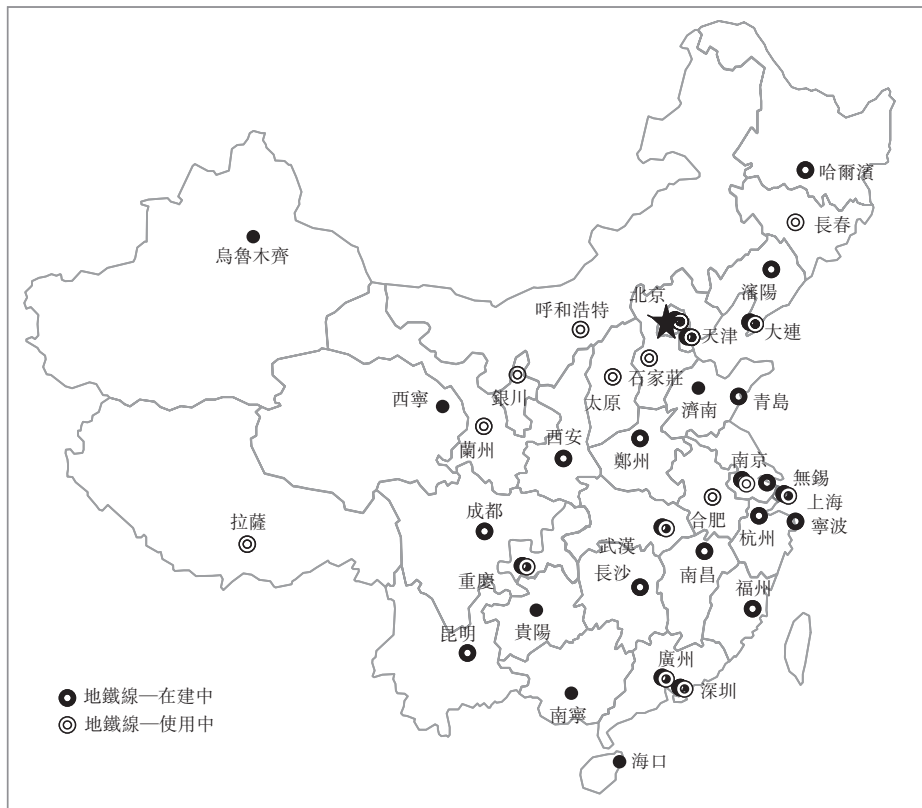 哈爾濱
長春
烏魯木齊
瀋陽
北京
呼和浩特
大連
天津
石家莊
銀川
太原
西寧
濟南
青島
西安
蘭州
鄭州
南京
無錫
上海
成都
合肥
杭州
寧波
拉薩
武漢
重慶
長沙
南昌
福州
貴陽
昆明
廣州
深圳
地鐵線—在建中
地鐵線—使用中
南寧
海口